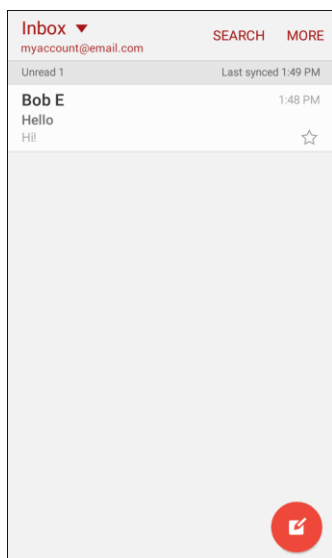 Inbox
SEARCH MORE
myaccount@email.com
Unread 1 Last synced 1:49 PM
Bob E 1:48 PM
Hello
Hi!